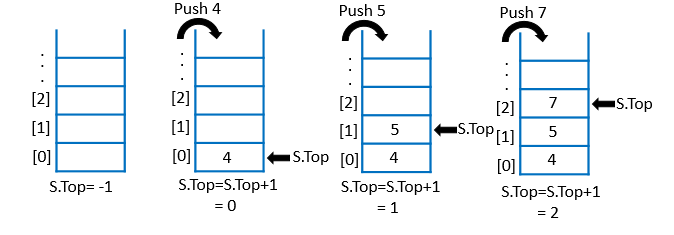 Push 4
Push 5
Push 7
.
.
.
[2]
[1]
[0]
S.Top= -1
.
.
.
[2]
[1]
[0] 4 S.Top
S.Top=S.Top+1
= 0
.
.
.
[2]
[1] 5 S.Top
[0] 4
S.Top=S.Top+1
= 1
.
.
.
[2] 7 S.Top
[1] 5
[0] 4
S.Top=S.Top+1
= 2